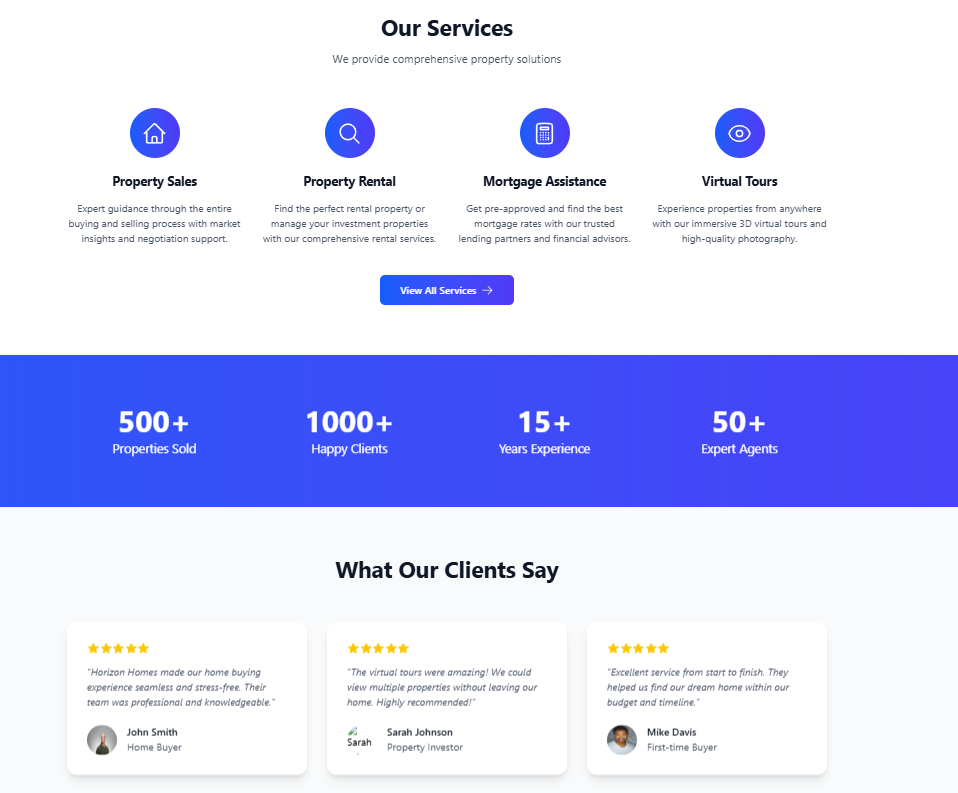 Our Services
We provide comprehensive property solutions
Property Sales
Expert guidance through the entire
buying and selling process with market
insights and negotiation support.
Property Rental
Find the perfect rental property or
manage your investment properties
with our comprehensive rental services.
Mortgage Assistance
Get pre-approved and find the best
mortgage rates with our trusted
lending partners and financial advisors.
Virtual Tours
Experience properties from anywhere
with our immersive 3D virtual tours and
high-quality photography.
View All Services
500+
Properties Sold
1000+
Happy Clients
15+
Years Experience
50+
Expert Agents
What Our Clients Say
"Horizon Homes made our home buying
experience seamless and stress-free. Their
team was professional and knowledgeable."
John Smith
Home Buyer
"The virtual tours were amazing! We could
view multiple properties without leaving our
home. Highly recommended!"
Sarah
Sarah Johnson
Property Investor
"Excellent service from start to finish. They
helped us find our dream home within our
budget and timeline."
Mike Davis
First-time Buyer